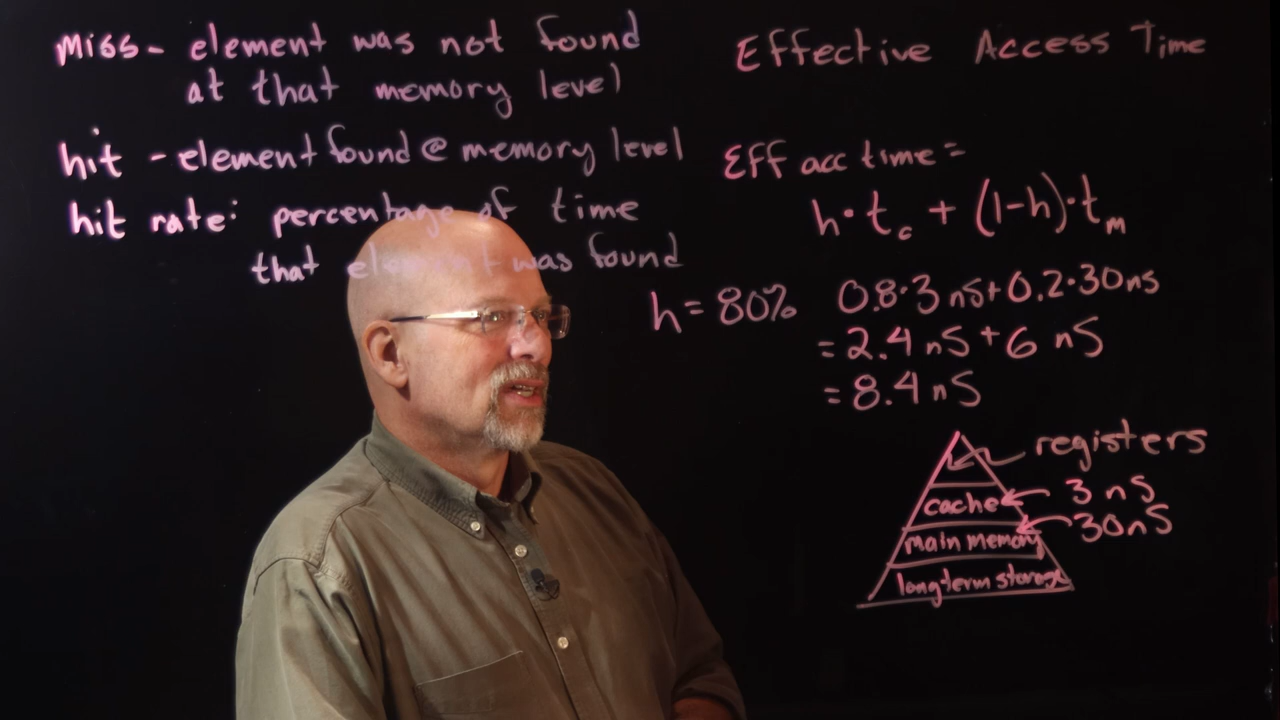 Miss - element was not found
at that memory level
hit - element found @ memory level
hit rate: percentage of time
that element was found
Effective Access Time
Eff acc time =
h·t_c + (1-h)·t_m
h = 80% 0.8·3 nS + 0.2·30 nS
= 2.4 nS + 6 nS
= 8.4 nS
registers
cache 3 nS
30 nS
main memory
long term storage